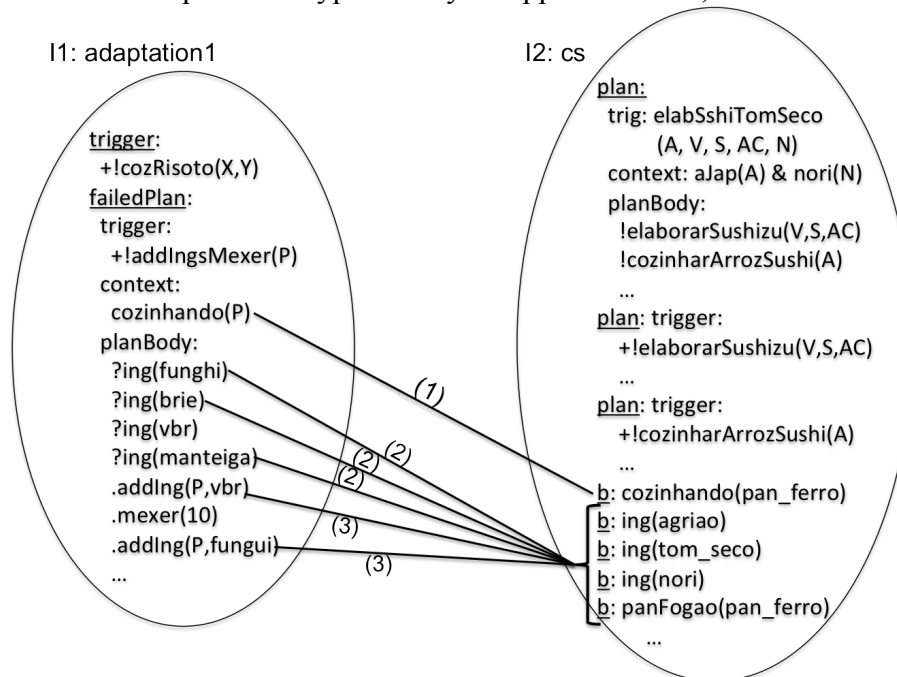 I1: adaptation1
trigger:
+!cozRisoto(X,Y)
failedPlan:
trigger:
+!addIngsMexer(P)
context:
cozinhando(P)
planBody:
?ing(funghi)
?ing(brie)
?ing(vbr)
?ing(manteiga)
.addIng(P,vbr)
.mexer(10)
.addIng(P,fungui)
...
(1)
(2)
(2)
(2)
(3)
(3)
I2: cs
plan:
trig: elabSshiTomSeco
(A, V, S, AC, N)
context: aJap(A) & nori(N)
planBody:
!elaborarSushizu(V,S,AC)
!cozinharArrozSushi(A)
...
plan: trigger:
+!elaborarSushizu(V,S,AC)
...
plan: trigger:
+!cozinharArrozSushi(A)
...
b: cozinhando(pan_ferro)
b: ing(agriao)
b: ing(tom_seco)
b: ing(nori)
b: panFogao(pan_ferro)
...